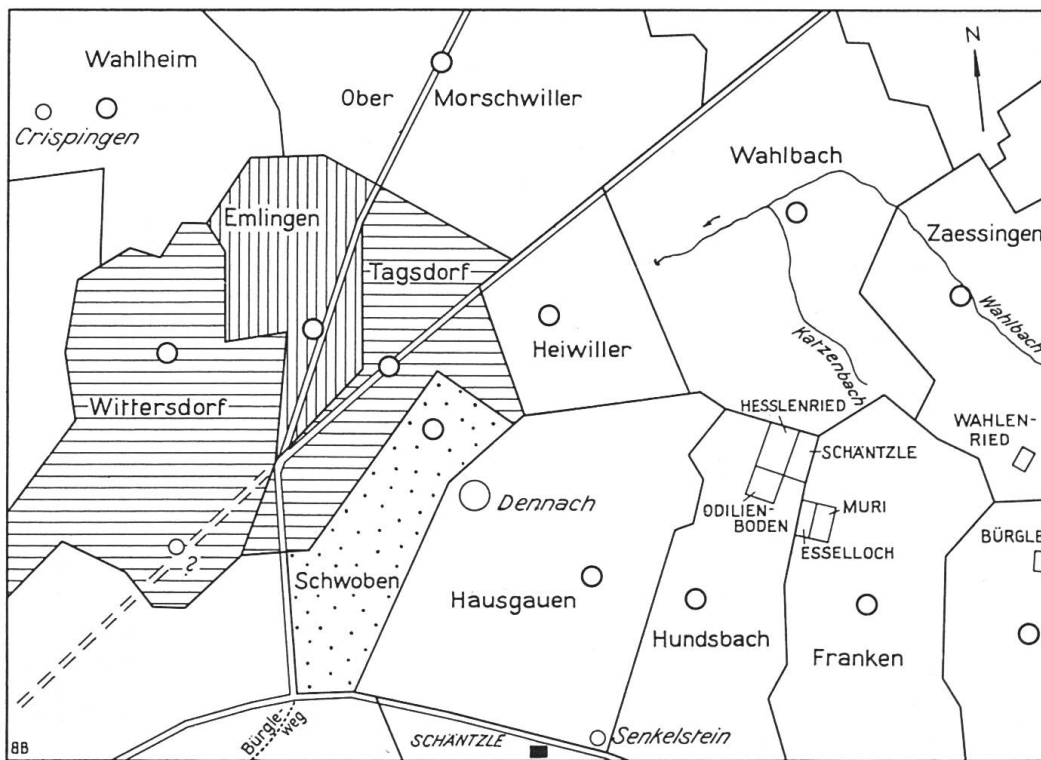 Wahlheim
Crispingen
Ober Morschwiller
N
Wahlbach
Zaessingen
Wahlbach
Katzenbach
Emlingen
Tagsdorf
Heiwiller
Wittersdorf
HESSLENRIED
SCHÄNTZLE
WAHLEN-
RIED
ODILIEN-
BODEN
MURI
ESSELLOCH
BÜRGLE
Dennach
?
Schwoben
Hausgauen
Hundsbach
Franken
Bürgle-
weg
SCHÄNTZLE
Senkelstein
8B